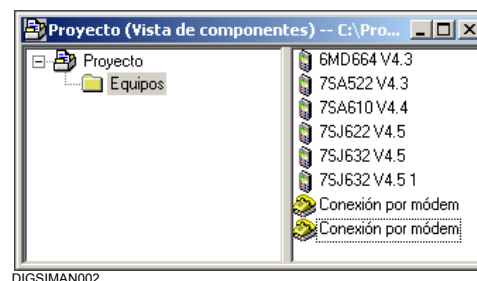 Proyecto (Vista de componentes) -- C:\Pro...
Proyecto
Equipos
6MD664 V4.3
7SA522 V4.3
7SA610 V4.4
7SJ622 V4.5
7SJ632 V4.5
7SJ632 V4.5 1
Conexión por módem
Conexión por módem
DIGSIMAN002